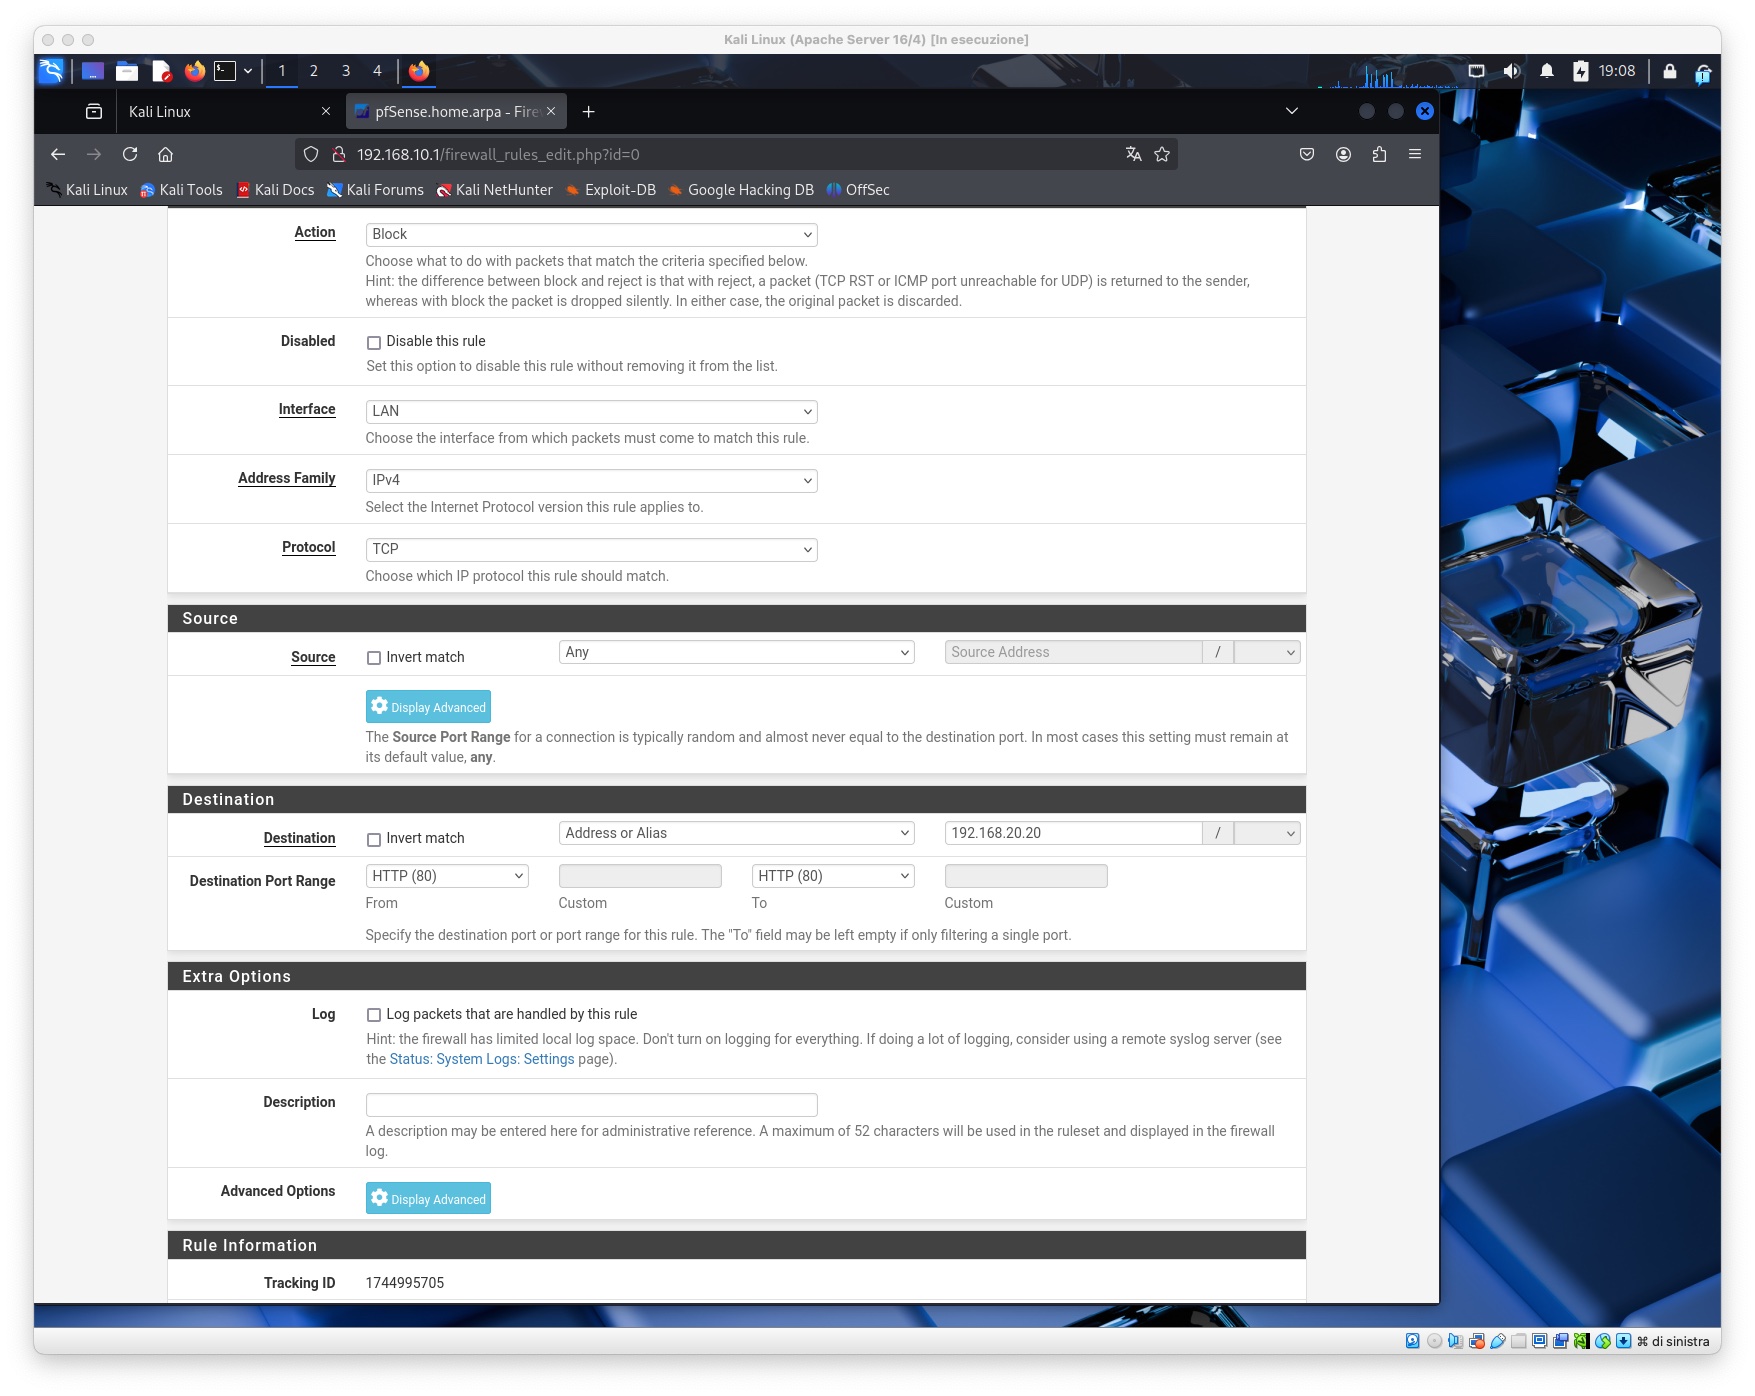 Kali Linux (Apache Server 16/4) [In esecuzione]
1 2 3 4 19:08
Kali Linux pfSense.home.arpa - Fire
192.168.10.1/firewall_rules_edit.php?id=0
Kali Linux Kali Tools Kali Docs Kali Forums Kali NetHunter Exploit-DB Google Hacking DB OffSec
Action Block
Choose what to do with packets that match the criteria specified below.
Hint: the difference between block and reject is that with reject, a packet (TCP RST or ICMP port unreachable for UDP) is returned to the sender,
whereas with block the packet is dropped silently. In either case, the original packet is discarded.
Disabled Disable this rule
Set this option to disable this rule without removing it from the list.
Interface LAN
Choose the interface from which packets must come to match this rule.
Address Family IPv4
Select the Internet Protocol version this rule applies to.
Protocol TCP
Choose which IP protocol this rule should match.
Source
Source Invert match Any Source Address /
Display Advanced
The Source Port Range for a connection is typically random and almost never equal to the destination port. In most cases this setting must remain at
its default value, any.
Destination
Destination Invert match Address or Alias 192.168.20.20 /
Destination Port Range HTTP (80) HTTP (80)
From Custom To Custom
Specify the destination port or port range for this rule. The "To" field may be left empty if only filtering a single port.
Extra Options
Log Log packets that are handled by this rule
Hint: the firewall has limited local log space. Don't turn on logging for everything. If doing a lot of logging, consider using a remote syslog server (see
the Status: System Logs: Settings page).
Description
A description may be entered here for administrative reference. A maximum of 52 characters will be used in the ruleset and displayed in the firewall
log.
Advanced Options Display Advanced
Rule Information
Tracking ID 1744995705
⌘ di sinistra